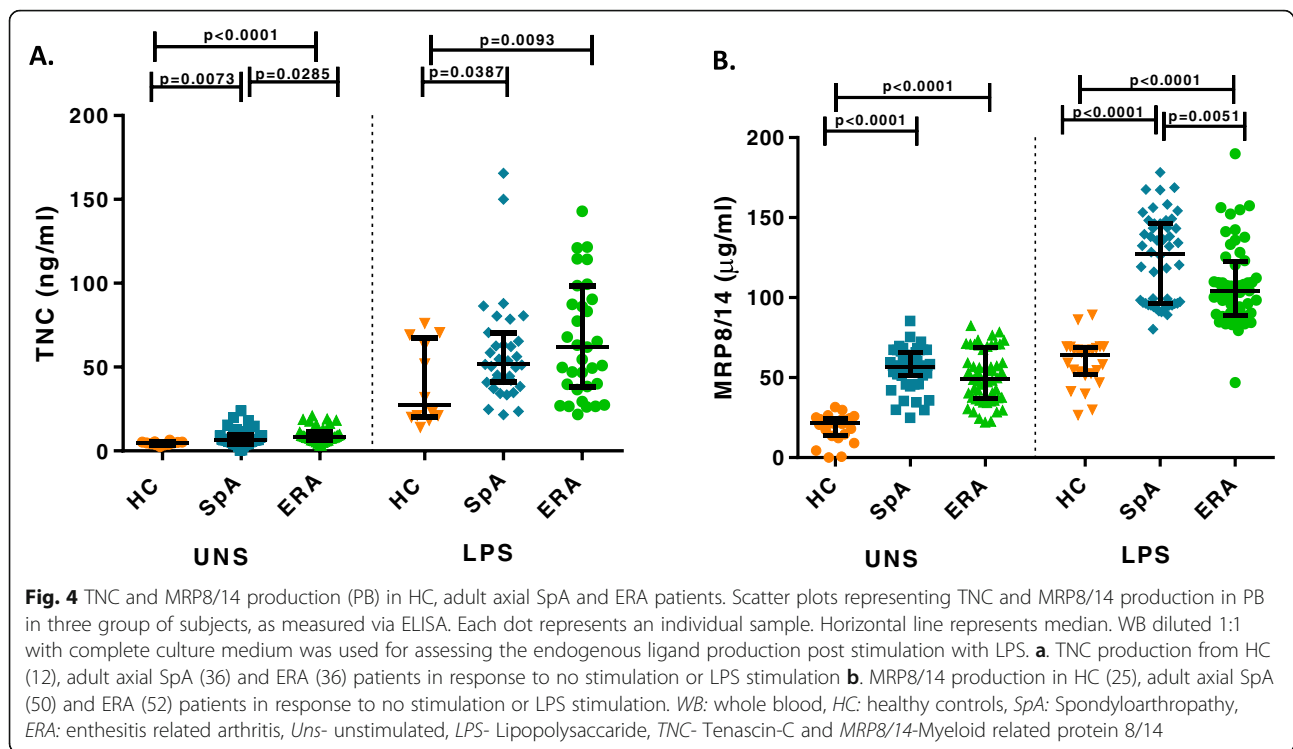 A.
p<0.0001
p=0.0073
p=0.0285
p=0.0093
p=0.0387
TNC (ng/ml)
200
150
100
50
0
HC
SpA
ERA
HC
SpA
ERA
UNS
LPS
B.
p<0.0001
p<0.0001
p<0.0001
p<0.0001
p=0.0051
MRP8/14 (μg/ml)
200
150
100
50
0
HC
SpA
ERA
HC
SpA
ERA
UNS
LPS
Fig. 4 TNC and MRP8/14 production (PB) in HC, adult axial SpA and ERA patients. Scatter plots representing TNC and MRP8/14 production in PB
in three group of subjects, as measured via ELISA. Each dot represents an individual sample. Horizontal line represents median. WB diluted 1:1
with complete culture medium was used for assessing the endogenous ligand production post stimulation with LPS. a. TNC production from HC
(12), adult axial SpA (36) and ERA (36) patients in response to no stimulation or LPS stimulation b. MRP8/14 production in HC (25), adult axial SpA
(50) and ERA (52) patients in response to no stimulation or LPS stimulation. WB: whole blood, HC: healthy controls, SpA: Spondyloarthropathy,
ERA: enthesitis related arthritis, Uns- unstimulated, LPS- Lipopolysaccaride, TNC- Tenascin-C and MRP8/14-Myeloid related protein 8/14